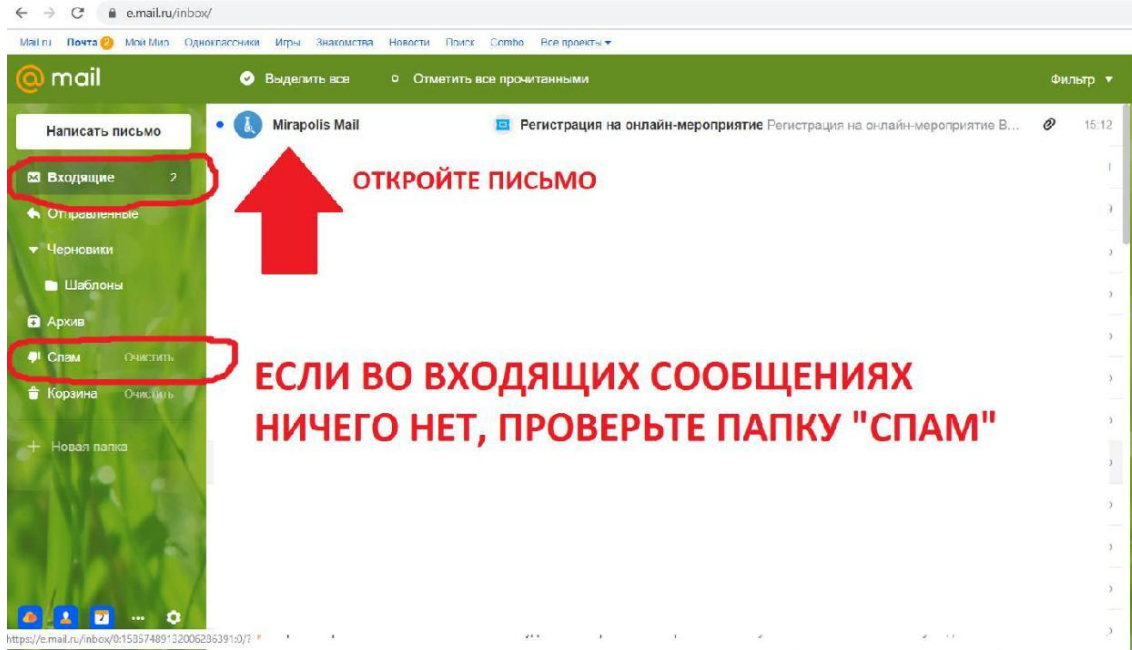 e.mail.ru/inbox/
Mail.ru Почта 2 Мой Мир Одноклассники Игры Знакомства Новости Поиск Combo Все проекты
mail Выделить все Отметить все прочитанными Фильтр
Написать письмо
Mirapolis Mail Регистрация на онлайн-мероприятие Регистрация на онлайн-мероприятие В... 15:12
Входящие 2
ОТКРОЙТЕ ПИСЬМО
Отправленные
Черновики
Шаблоны
Архив
Спам Очистить
Корзина Очистить
ЕСЛИ ВО ВХОДЯЩИХ СООБЩЕНИЯХ
НИЧЕГО НЕТ, ПРОВЕРЬТЕ ПАПКУ "СПАМ"
Новая папка
7